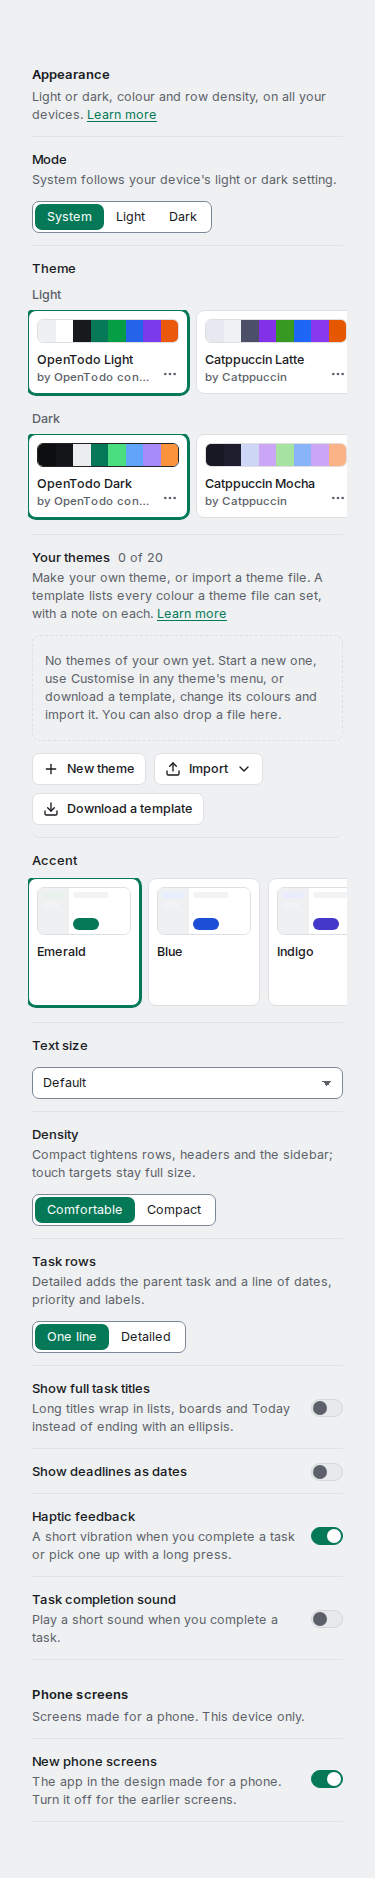 Appearance
Light or dark, colour and row density, on all your
devices. Learn more
Mode
System follows your device's light or dark setting.
System Light Dark
Theme
Light
OpenTodo Light
by OpenTodo con...
Catppuccin Latte
by Catppuccin
Dark
OpenTodo Dark
by OpenTodo con...
Catppuccin Mocha
by Catppuccin
Your themes 0 of 20
Make your own theme, or import a theme file. A
template lists every colour a theme file can set,
with a note on each. Learn more
No themes of your own yet. Start a new one,
use Customise in any theme's menu, or
download a template, change its colours and
import it. You can also drop a file here.
New theme Import
Download a template
Accent
Emerald Blue Indigo
Text size
Default
Density
Compact tightens rows, headers and the sidebar;
touch targets stay full size.
Comfortable Compact
Task rows
Detailed adds the parent task and a line of dates,
priority and labels.
One line Detailed
Show full task titles
Long titles wrap in lists, boards and Today
instead of ending with an ellipsis.
Show deadlines as dates
Haptic feedback
A short vibration when you complete a task
or pick one up with a long press.
Task completion sound
Play a short sound when you complete a
task.
Phone screens
Screens made for a phone. This device only.
New phone screens
The app in the design made for a phone.
Turn it off for the earlier screens.